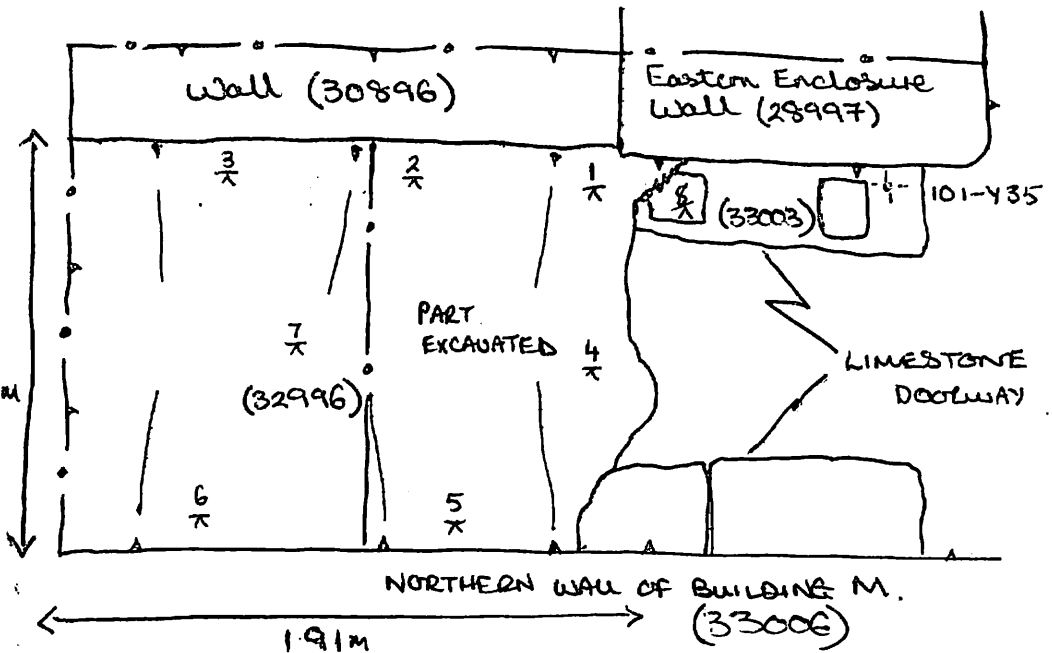 Wall (30896)
Eastern Enclosure
Wall (28997)
3
2
1
8
(33003)
101-Y35
PART
EXCAVATED
7
4
(32996)
LIMESTONE
DOORWAY
M
6
5
NORTHERN WALL OF BUILDING M.
(33006)
1.91m